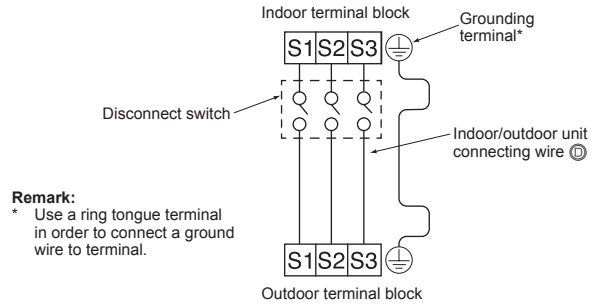 Indoor terminal block
Grounding
terminal*
S1 S2 S3
Disconnect switch
Indoor/outdoor unit
connecting wire Ⓓ
Remark:
* Use a ring tongue terminal
in order to connect a ground
wire to terminal.
S1 S2 S3
Outdoor terminal block